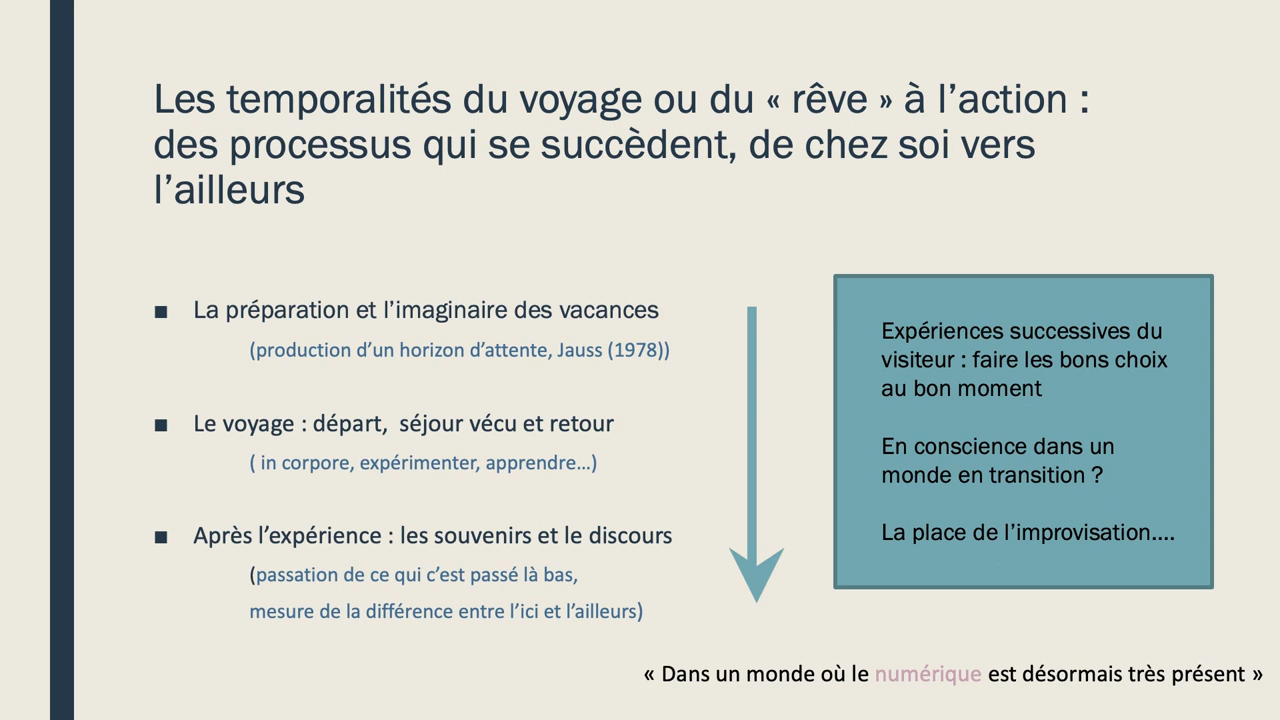 Les temporalités du voyage ou du « rêve » à l’action :
des processus qui se succèdent, de chez soi vers
l’ailleurs
■ La préparation et l’imaginaire des vacances
(production d’un horizon d’attente, Jauss (1978))
■ Le voyage : départ,  séjour vécu et retour
( in corpore, expérimenter, apprendre…)
■ Après l’expérience : les souvenirs et le discours
(passation de ce qui c’est passé là bas,
mesure de la différence entre l’ici et l’ailleurs)
Expériences successives du
visiteur : faire les bons choix
au bon moment
En conscience dans un
monde en transition ?
La place de l’improvisation....
« Dans un monde où le numérique est désormais très présent »